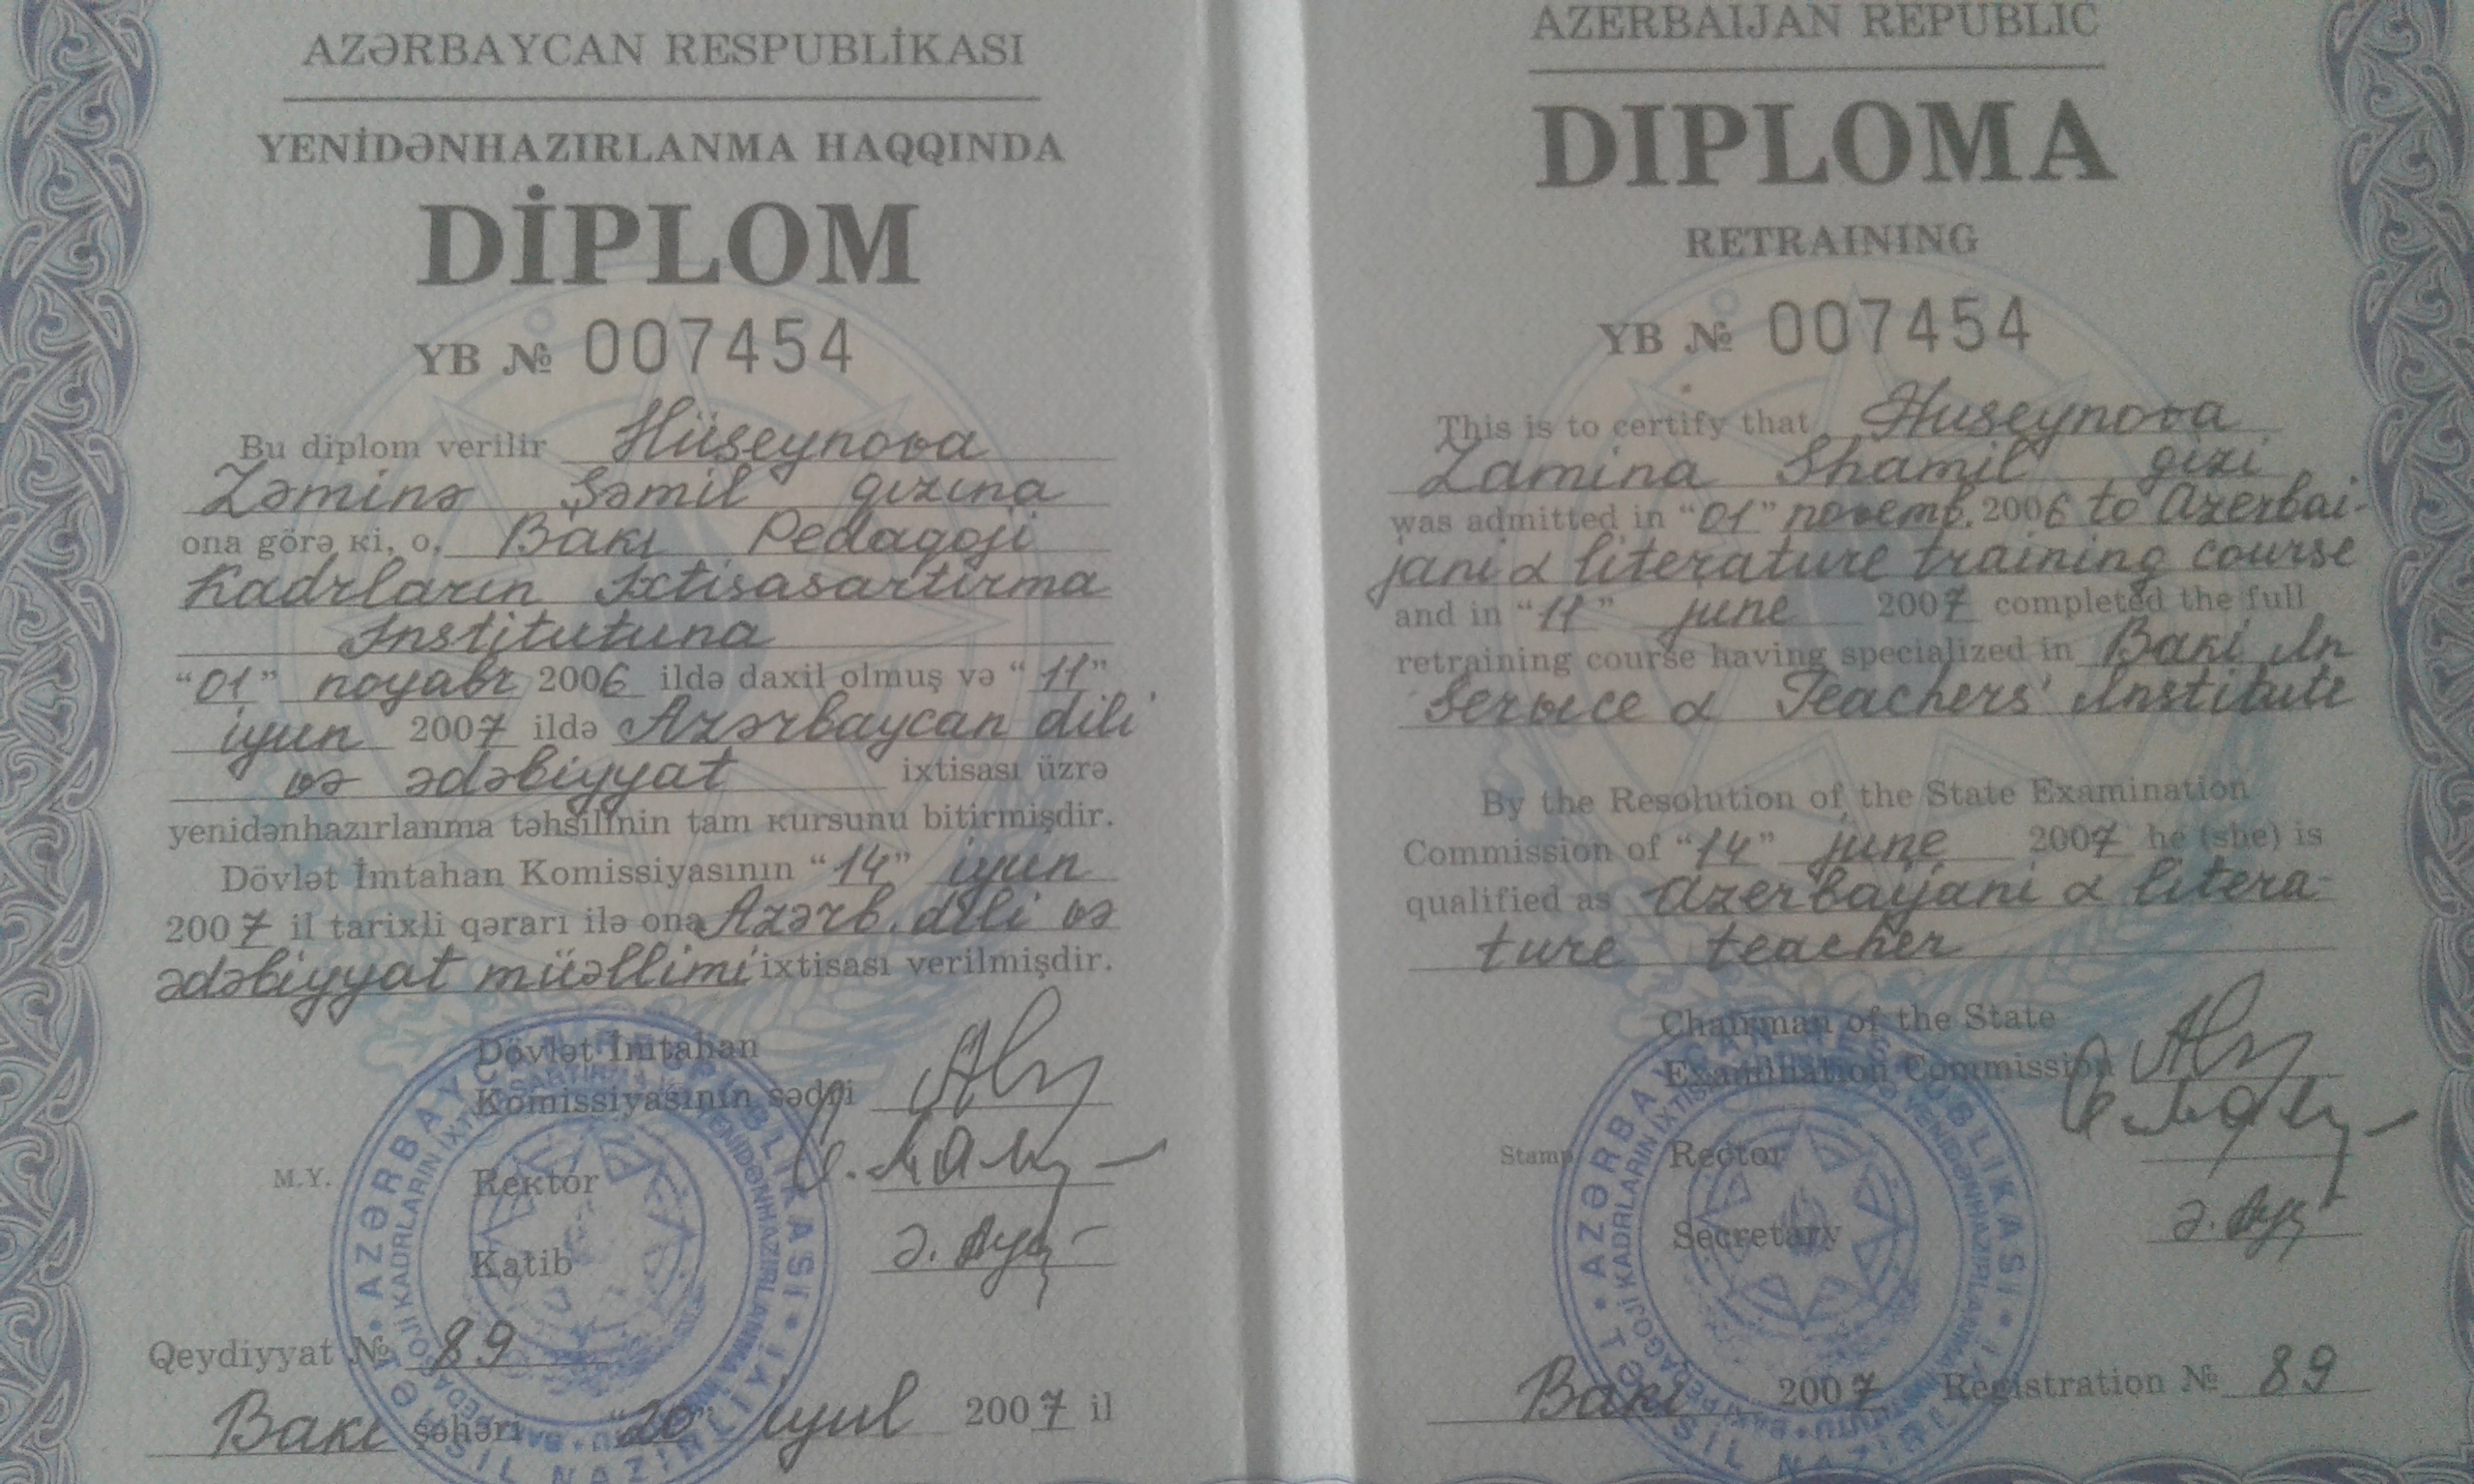 AZƏRBAYCAN RESPUBLİKASI
YENİDƏNHAZIRLANMA HAQQINDA
DİPLOM
YB № 007454
Bu diplom verilir Hüseynova
Zəminə Şəmil qızına
ona görə ki, o, Bakı Pedaqoji
Kadrların İxtisasartırma
İnstitutuna
"01" noyabr 2006 ildə daxil olmuş və "11"
iyun 2007 ildə Azərbaycan dili
və ədəbiyyat ixtisası üzrə
yenidənhazırlanma təhsilinin tam kursunu bitirmişdir.
Dövlət İmtahan Komissiyasının "14" iyun
2007 il tarixli qərarı ilə ona Azərb. dili və
ədəbiyyat müəllimi ixtisası verilmişdir.
Dövlət İmtahan
Komissiyasının sədri
M.Y. Rektor
Katib
Qeydiyyat № 89
Bakı şəhəri "20" iyul 2007 il
AZERBAIJAN REPUBLIC
DIPLOMA
RETRAINING
YB № 007454
This is to certify that Huseynova
Zamina Shamil gizi
was admitted in "01" novemb. 2006 to Azerbai-
jani & literature training course
and in "11" june 2007 completed the full
retraining course having specialized in Baki In
Service & Teachers' Institute
By the Resolution of the State Examination
Commission of "14" june 2007 he (she) is
qualified as Azerbaijani & litera-
ture teacher
Chairman of the State
Examination Commission
Stamp Rector
Secretary
Baki 2007 Registration № 89